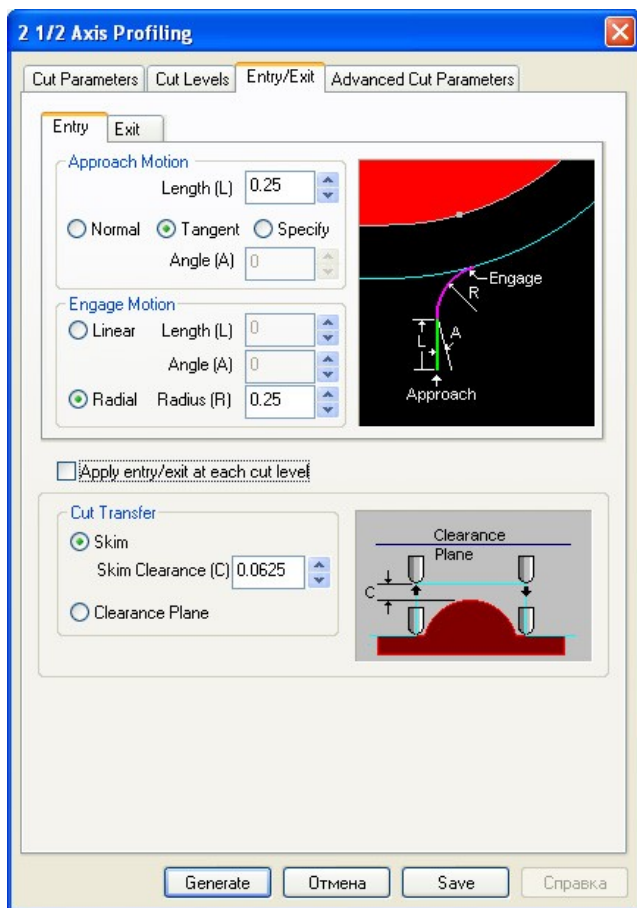 2 1/2 Axis Profiling
Cut Parameters
Cut Levels
Entry/Exit
Advanced Cut Parameters
Entry
Exit
Approach Motion
Length (L) 0.25
Normal Tangent Specify
Angle (A) 0
Engage Motion
Linear Length (L) 0
Angle (A) 0
Radial Radius (R) 0.25
Engage
R
L
A
Approach
Apply entry/exit at each cut level
Cut Transfer
Skim
Skim Clearance (C) 0.0625
Clearance Plane
Clearance
Plane
C
Generate
Отмена
Save
Справка